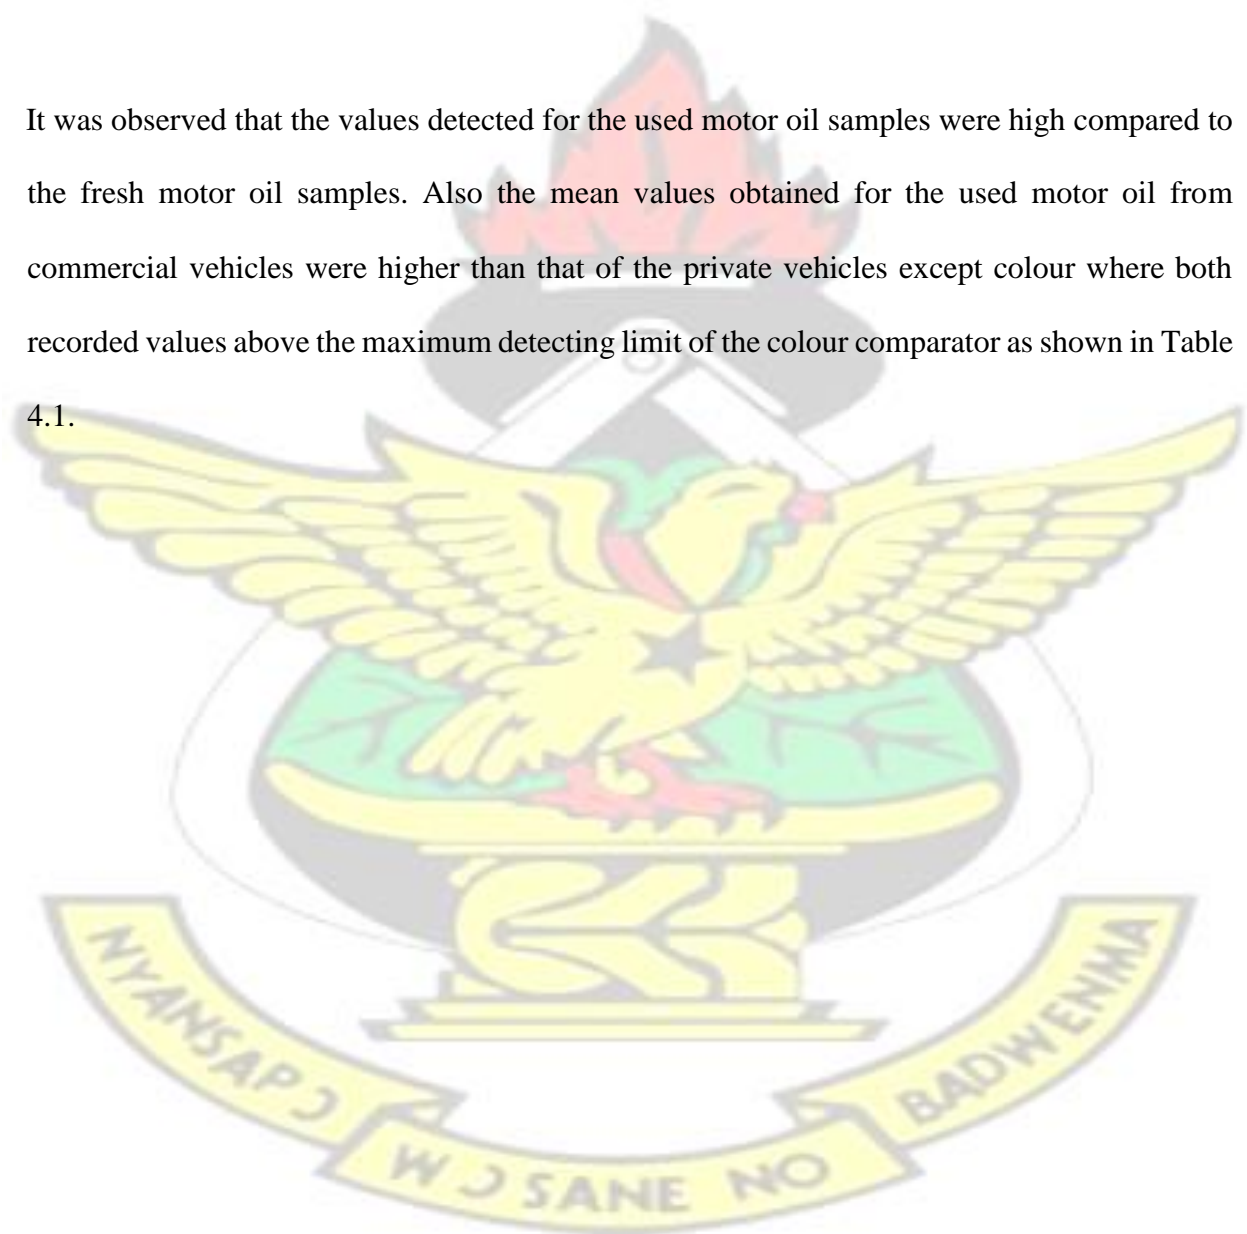 It was observed that the values detected for the used motor oil samples were high compared to
the fresh motor oil samples. Also the mean values obtained for the used motor oil from
commercial vehicles were higher than that of the private vehicles except colour where both
recorded values above the maximum detecting limit of the colour comparator as shown in Table
4.1.
NYANSAPƆ
WƆSANE NO
BADWENMA